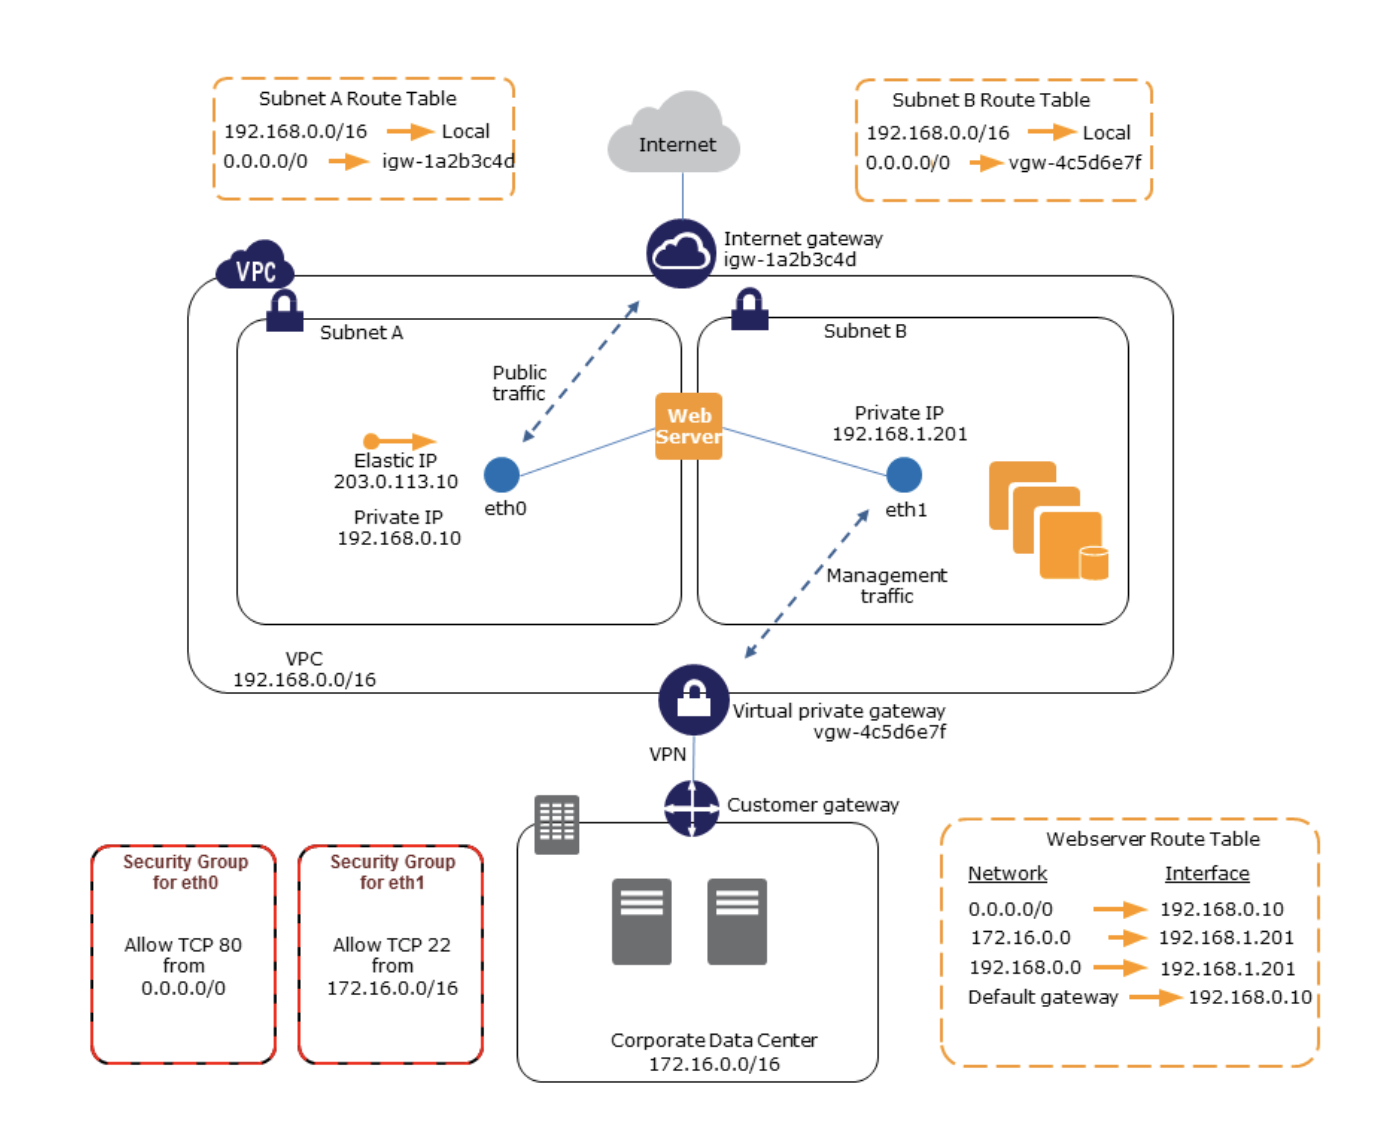 Subnet A Route Table
192.168.0.0/16 Local
0.0.0.0/0 igw-1a2b3c4d
Internet
Subnet B Route Table
192.168.0.0/16 Local
0.0.0.0/0 vgw-4c5d6e7f
Internet gateway
igw-1a2b3c4d
VPC
Subnet A
Subnet B
Public
traffic
Web
Server
Private IP
192.168.1.201
Elastic IP
203.0.113.10
eth0
eth1
Private IP
192.168.0.10
Management
traffic
VPC
192.168.0.0/16
Virtual private gateway
vgw-4c5d6e7f
VPN
Customer gateway
Security Group
for eth0
Allow TCP 80
from
0.0.0.0/0
Security Group
for eth1
Allow TCP 22
from
172.16.0.0/16
Corporate Data Center
172.16.0.0/16
Webserver Route Table
Network Interface
0.0.0.0/0 192.168.0.10
172.16.0.0 192.168.1.201
192.168.0.0 192.168.1.201
Default gateway 192.168.0.10